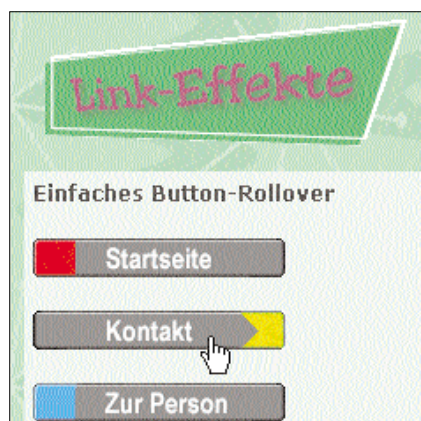 Link-Effekte
Einfaches Button-Rollover
Startseite
Kontakt
Zur Person